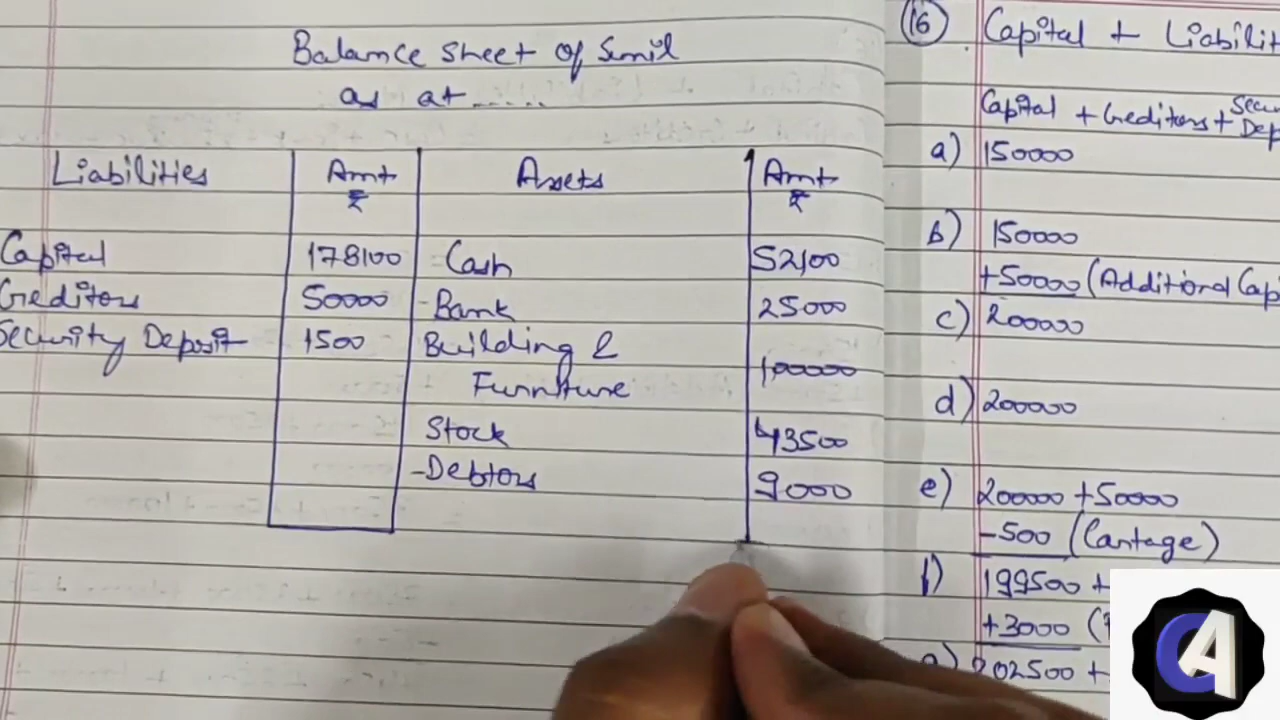 Balance Sheet of Sunil
as at......
Liabilities Amt ₹ Assets Amt ₹
Capital 178100 Cash 52100
Creditors 50000 Bank 25000
Security Deposit 1500 Building &
Furniture 100000
Stock 43500
Debtors 9000
16 Capital + Liabilit
Capital + Creditors + Secu
Dep
a) 150000
b) 150000
+50000 (Additional Cap
c) 200000
d) 200000
e) 200000 + 50000
-500 (Cartage)
f) 199500 +
+3000 (
g) 202500 +
CA